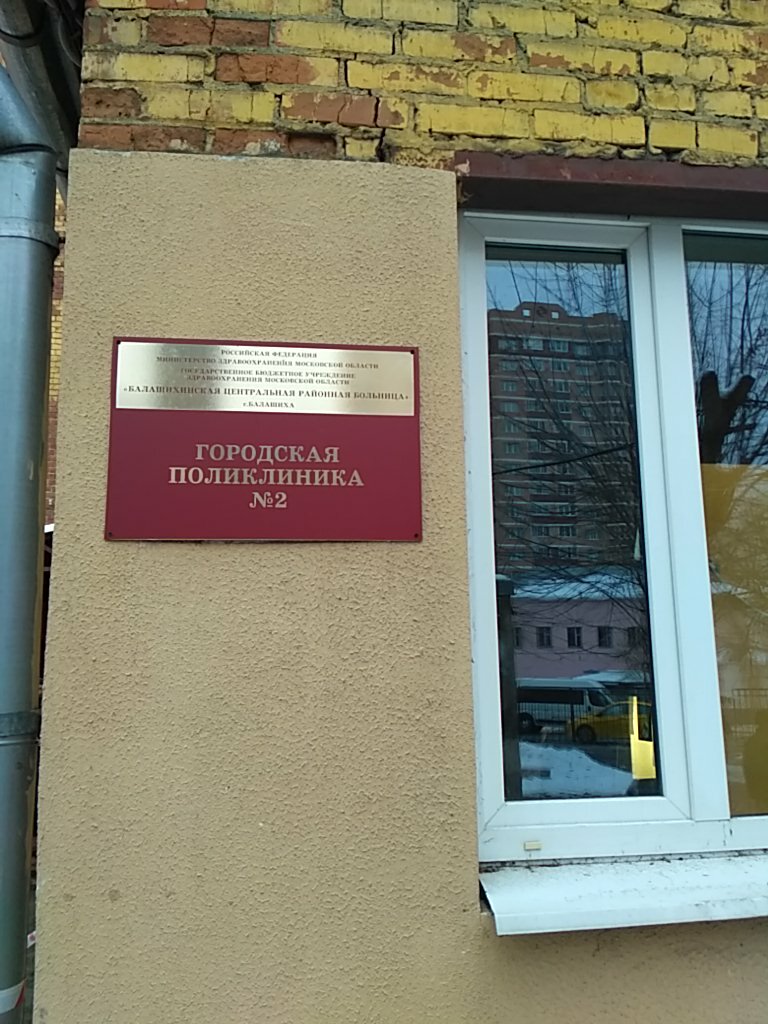 РОССИЙСКАЯ ФЕДЕРАЦИЯ
МИНИСТЕРСТВО ЗДРАВООХРАНЕНИЯ МОСКОВСКОЙ ОБЛАСТИ
ГОСУДАРСТВЕННОЕ БЮДЖЕТНОЕ УЧРЕЖДЕНИЕ
ЗДРАВООХРАНЕНИЯ МОСКОВСКОЙ ОБЛАСТИ
«БАЛАШИХИНСКАЯ ЦЕНТРАЛЬНАЯ РАЙОННАЯ БОЛЬНИЦА»
г.БАЛАШИХА
ГОРОДСКАЯ
ПОЛИКЛИНИКА
№2